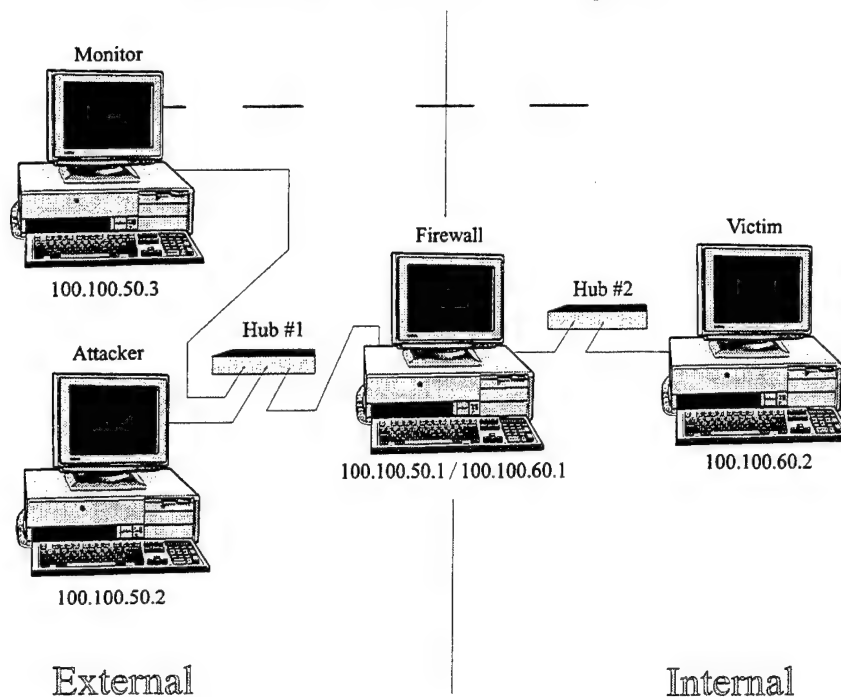 Monitor
100.100.50.3
Attacker
100.100.50.2
Hub #1
Firewall
100.100.50.1 / 100.100.60.1
Hub #2
Victim
100.100.60.2
External
Internal